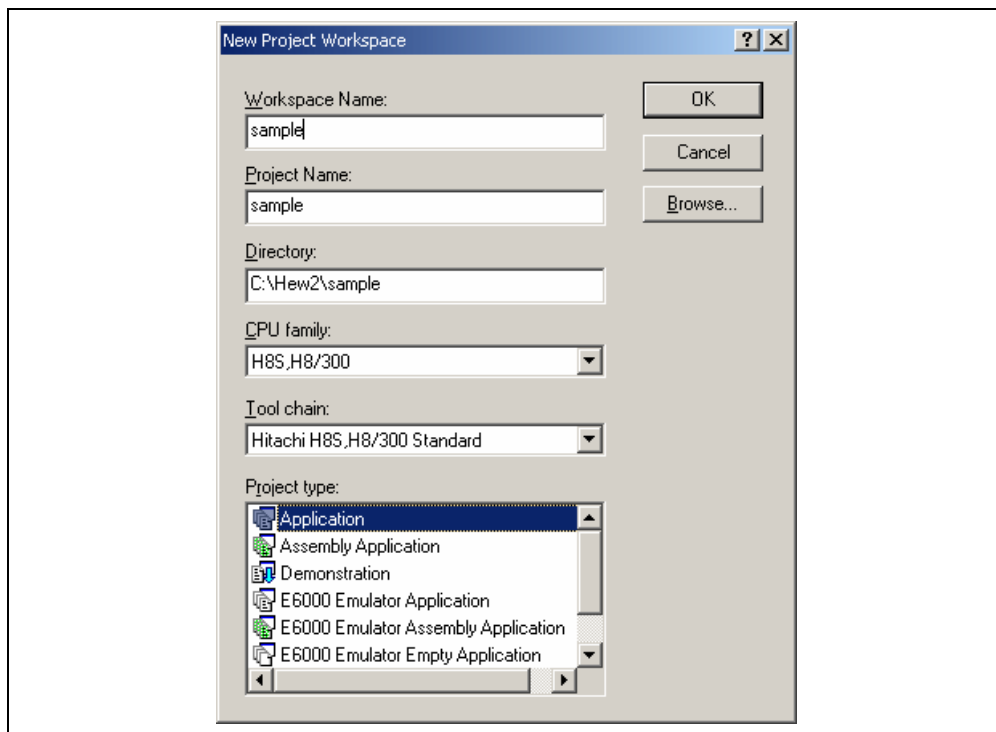 New Project Workspace
Workspace Name:
OK
sample
Cancel
Project Name:
sample
Browse...
Directory:
C:\Hew2\sample
CPU family:
H8S,H8/300
Tool chain:
Hitachi H8S,H8/300 Standard
Project type:
Application
Assembly Application
Demonstration
E6000 Emulator Application
E6000 Emulator Assembly Application
E6000 Emulator Empty Application